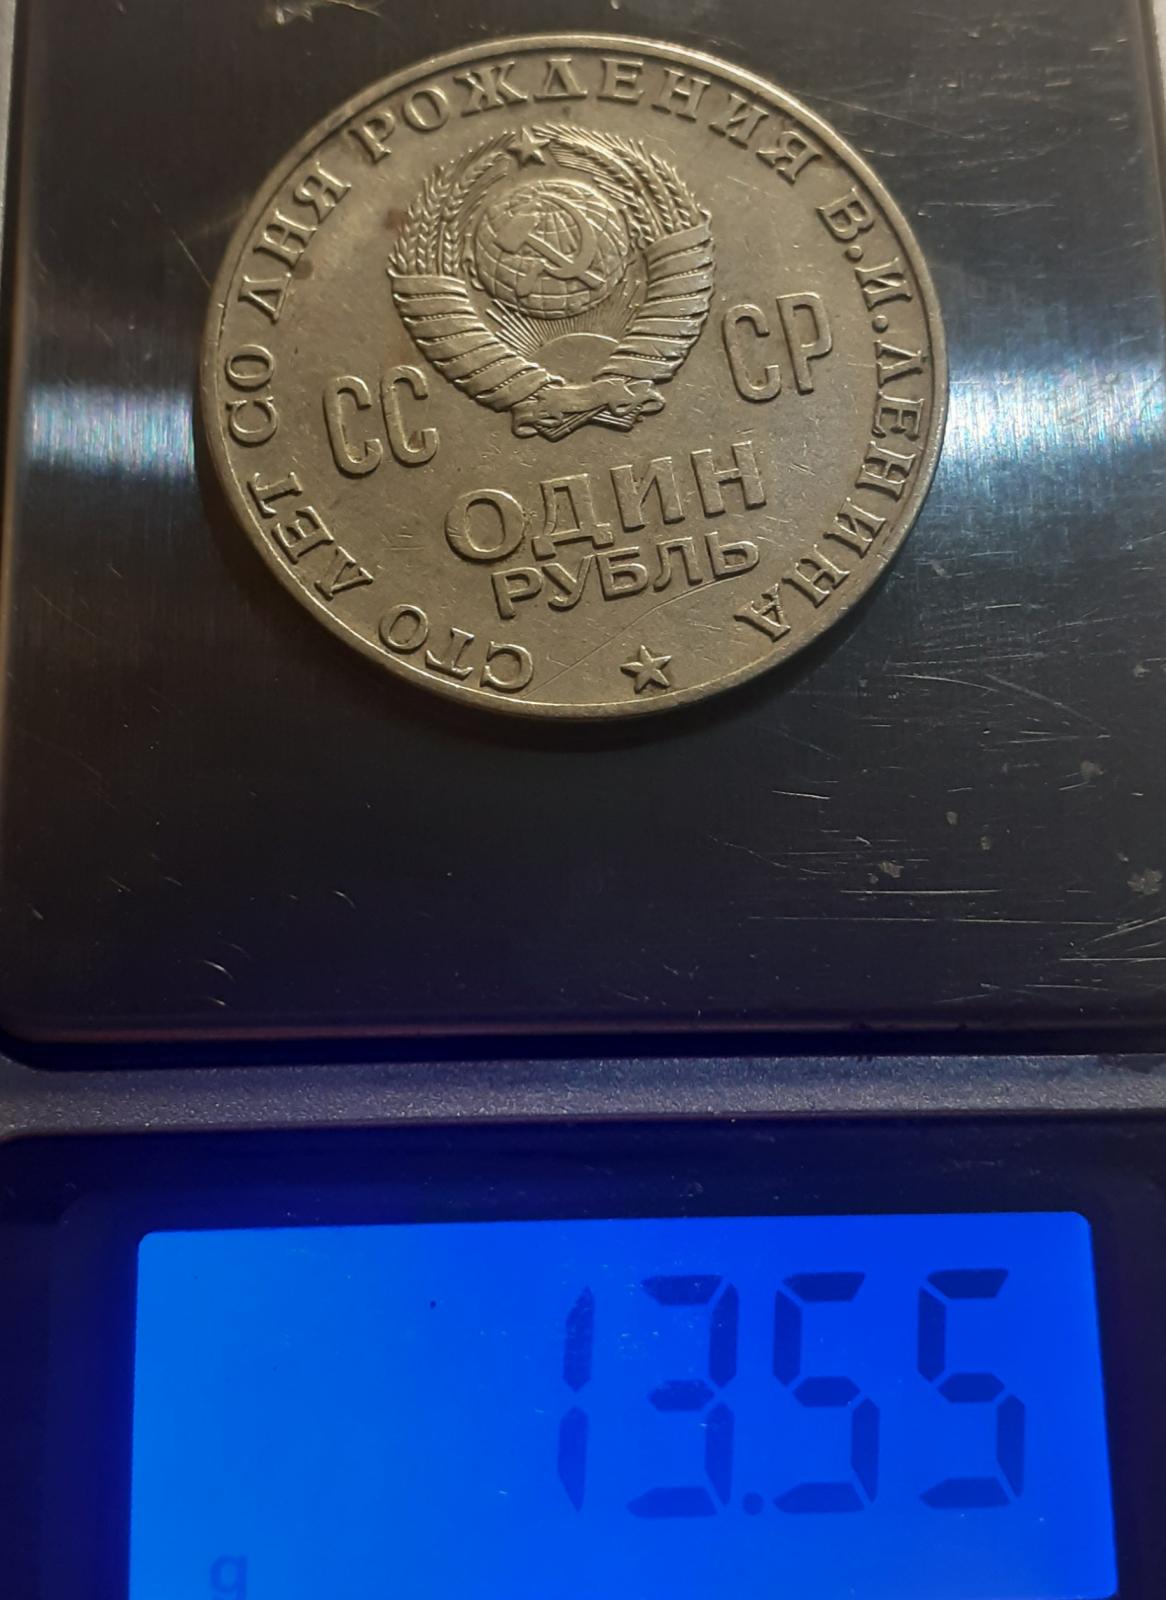 СТО ЛЕТ СО ДНЯ РОЖДЕНИЯ В.И.ЛЕНИНА
СС СР
ОДИН
РУБЛЬ
13.55
g